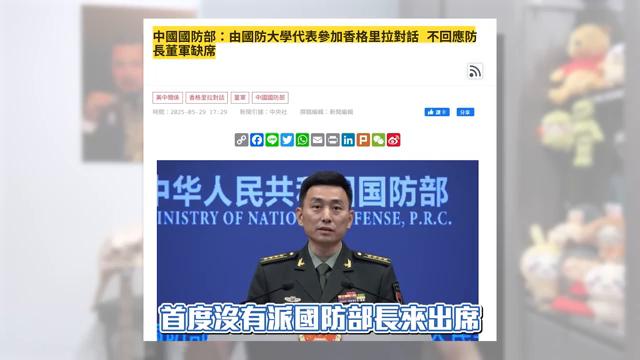 中國國防部：由國防大學代表參加香格里拉對話 不回應防
長董軍缺席
美中關係
香格里拉對話
董軍
中國國防部
時間：2025-05-29 17:29
新聞引據：中央社
撰稿編輯：新聞編輯
讚 0
分享
中华人民共和国国防部
MINISTRY OF NATIONAL DEFENSE, P.R.C.
首度沒有派國防部長來出席